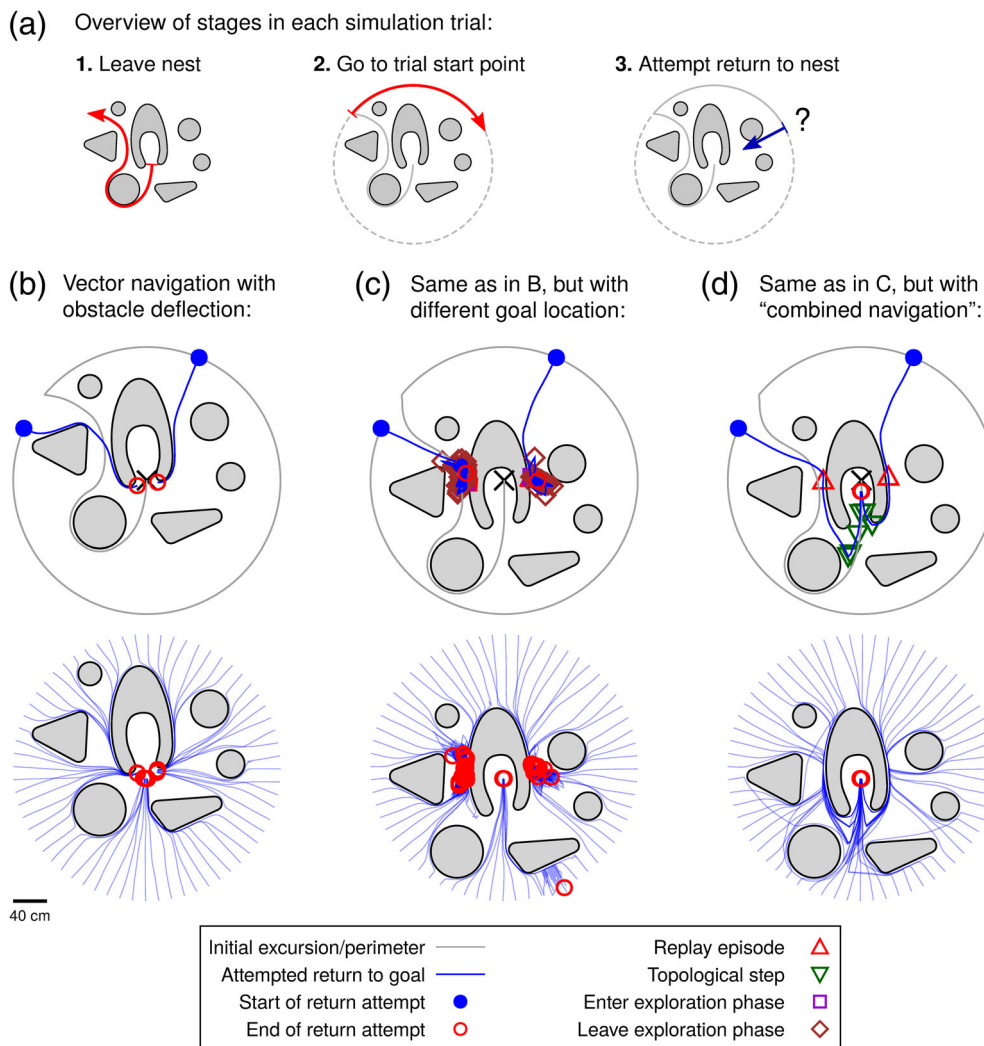 (a) Overview of stages in each simulation trial:
1. Leave nest
2. Go to trial start point
3. Attempt return to nest
?
(b) Vector navigation with
obstacle deflection:
(c) Same as in B, but with
different goal location:
(d) Same as in C, but with
“combined navigation”:
40 cm
Initial excursion/perimeter
Attempted return to goal
Start of return attempt
End of return attempt
Replay episode
Topological step
Enter exploration phase
Leave exploration phase